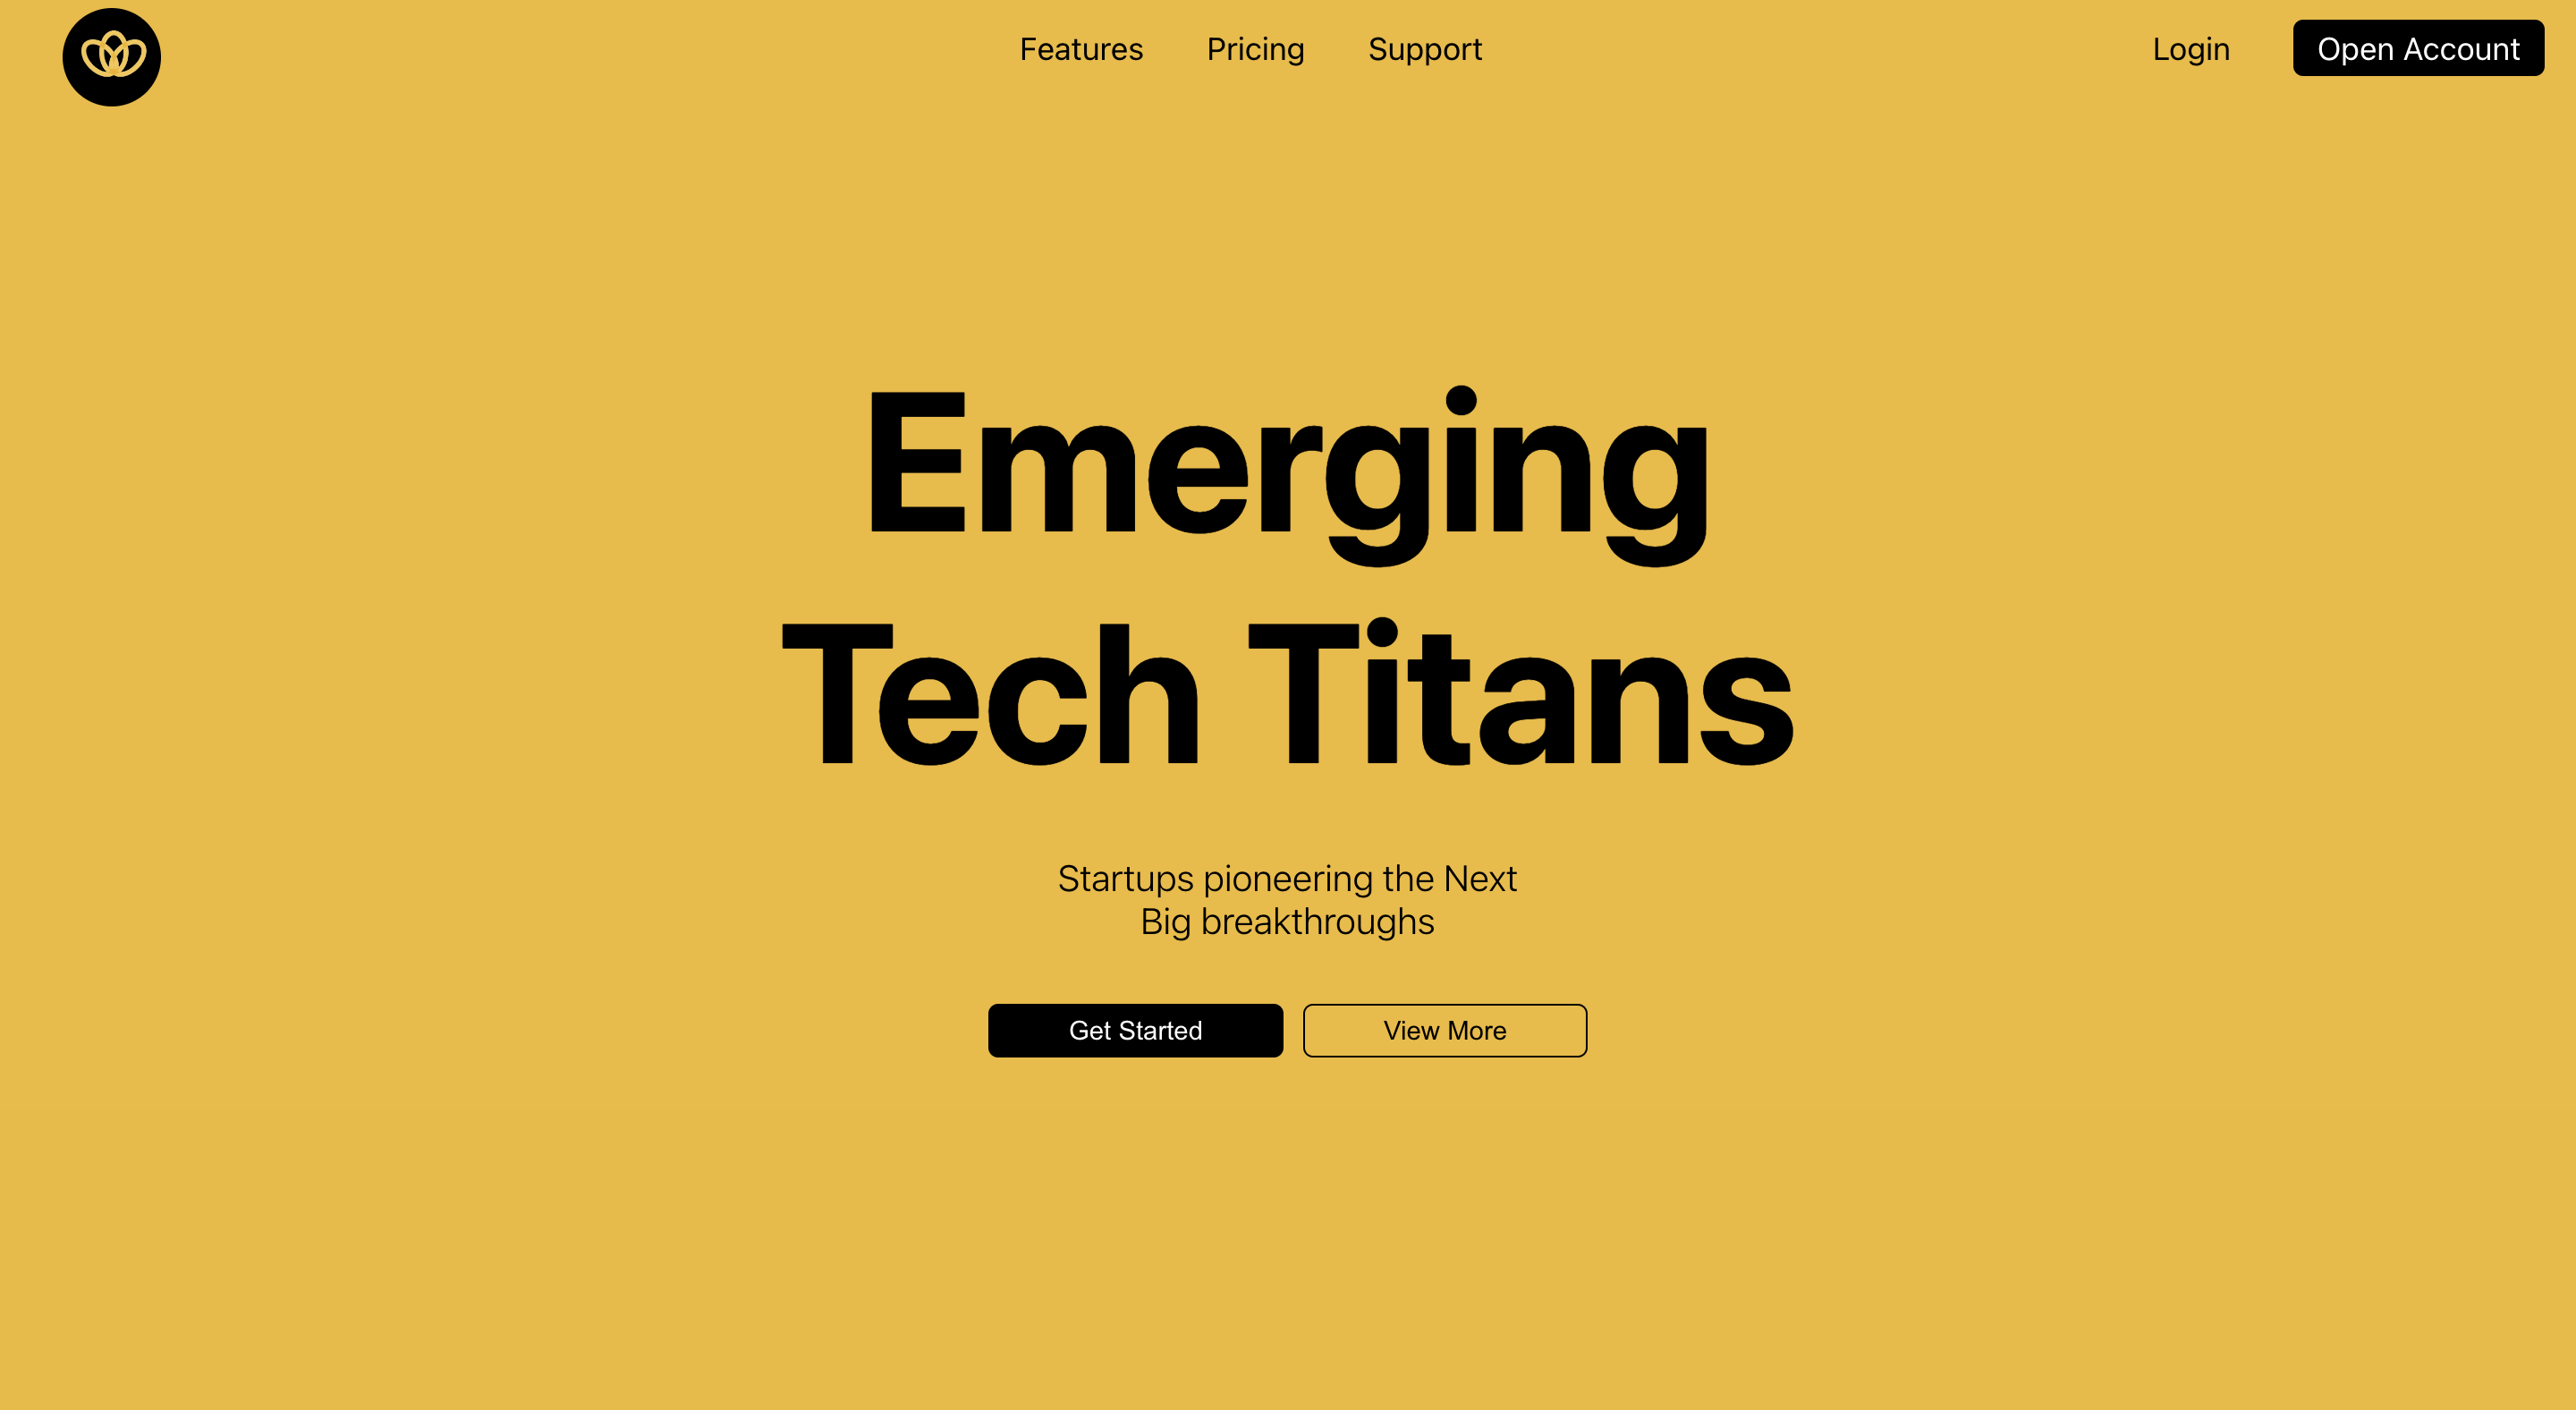 Features Pricing Support Login Open Account
Emerging
Tech Titans
Startups pioneering the Next
Big breakthroughs
Get Started View More